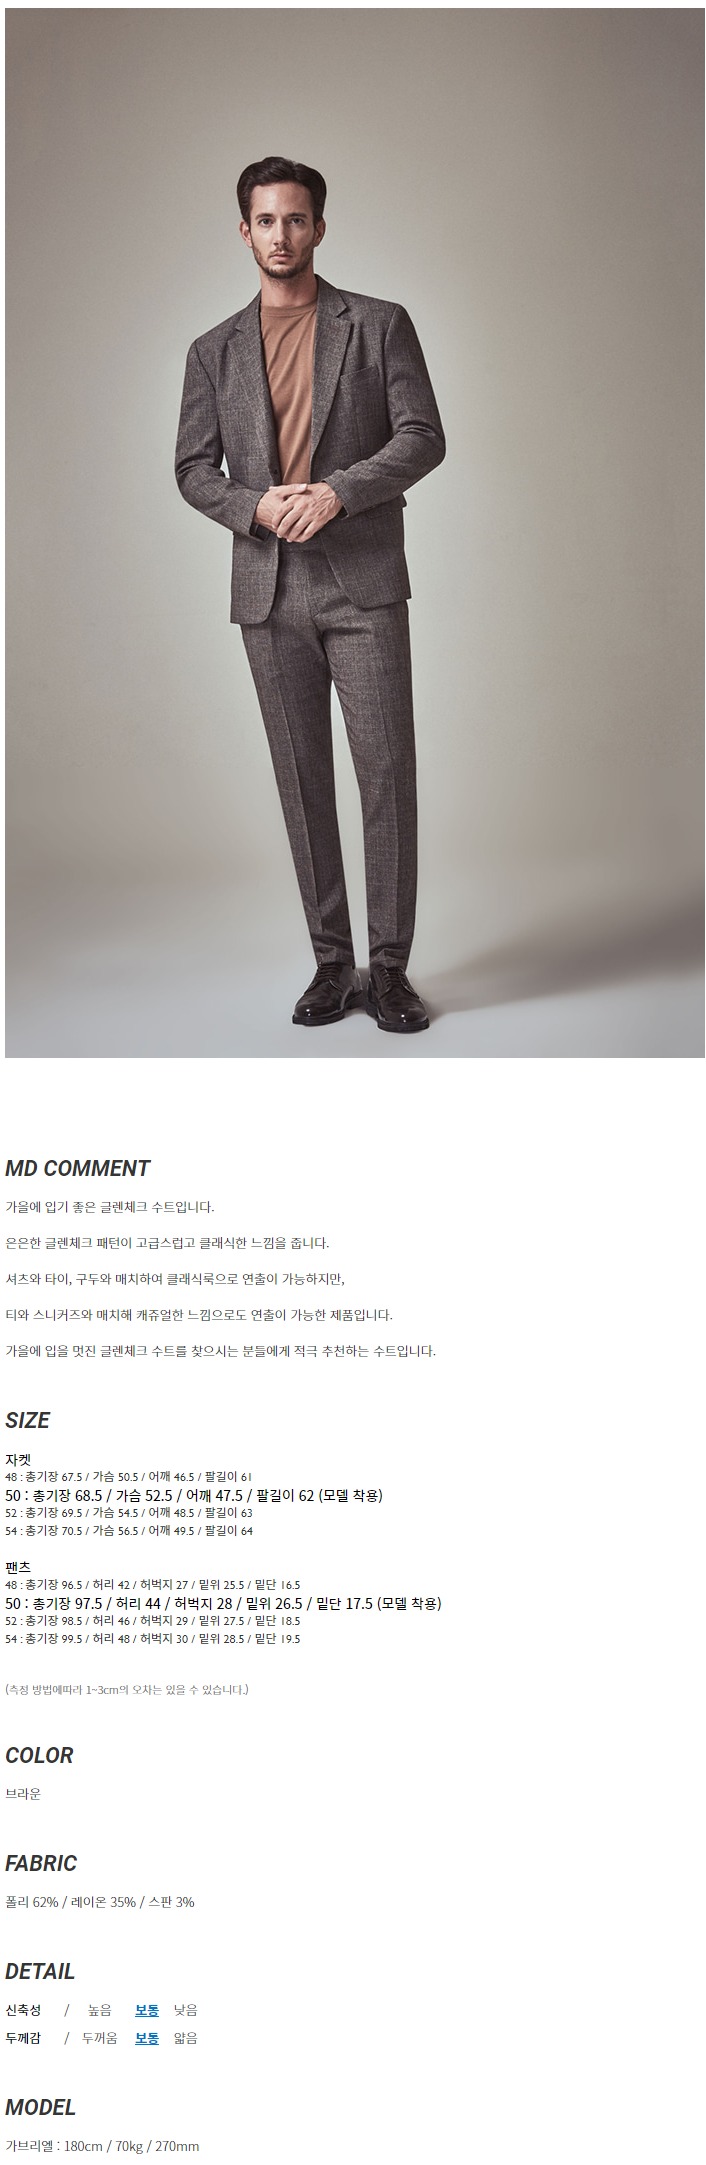 MD COMMENT
가을에 입기 좋은 글렌체크 수트입니다.
은은한 글렌체크 패턴이 고급스럽고 클래식한 느낌을 줍니다.
셔츠와 타이, 구두와 매치하여 클래식룩으로 연출이 가능하지만,
티와 스니커즈와 매치해 캐쥬얼한 느낌으로도 연출이 가능한 제품입니다.
가을에 입을 멋진 글렌체크 수트를 찾으시는 분들에게 적극 추천하는 수트입니다.
SIZE
자켓
48 : 총기장 67.5 / 가슴 50.5 / 어깨 46.5 / 팔길이 61
50 : 총기장 68.5 / 가슴 52.5 / 어깨 47.5 / 팔길이 62 (모델 착용)
52 : 총기장 69.5 / 가슴 54.5 / 어깨 48.5 / 팔길이 63
54 : 총기장 70.5 / 가슴 56.5 / 어깨 49.5 / 팔길이 64
팬츠
48 : 총기장 96.5 / 허리 42 / 허벅지 27 / 밑위 25.5 / 밑단 16.5
50 : 총기장 97.5 / 허리 44 / 허벅지 28 / 밑위 26.5 / 밑단 17.5 (모델 착용)
52 : 총기장 98.5 / 허리 46 / 허벅지 29 / 밑위 27.5 / 밑단 18.5
54 : 총기장 99.5 / 허리 48 / 허벅지 30 / 밑위 28.5 / 밑단 19.5
(측정 방법에따라 1~3cm의 오차는 있을 수 있습니다.)
COLOR
브라운
FABRIC
폴리 62% / 레이온 35% / 스판 3%
DETAIL
신축성 / 높음 보통 낮음
두께감 / 두꺼움 보통 얇음
MODEL
가브리엘 : 180cm / 70kg / 270mm